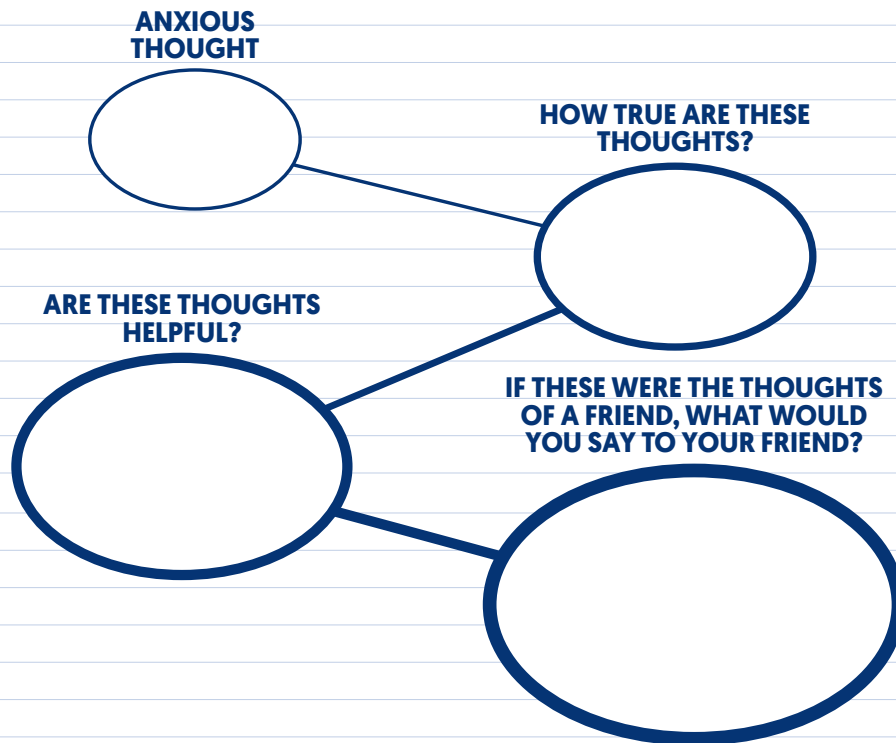 ANXIOUS
THOUGHT
HOW TRUE ARE THESE
THOUGHTS?
ARE THESE THOUGHTS
HELPFUL?
IF THESE WERE THE THOUGHTS
OF A FRIEND, WHAT WOULD
YOU SAY TO YOUR FRIEND?